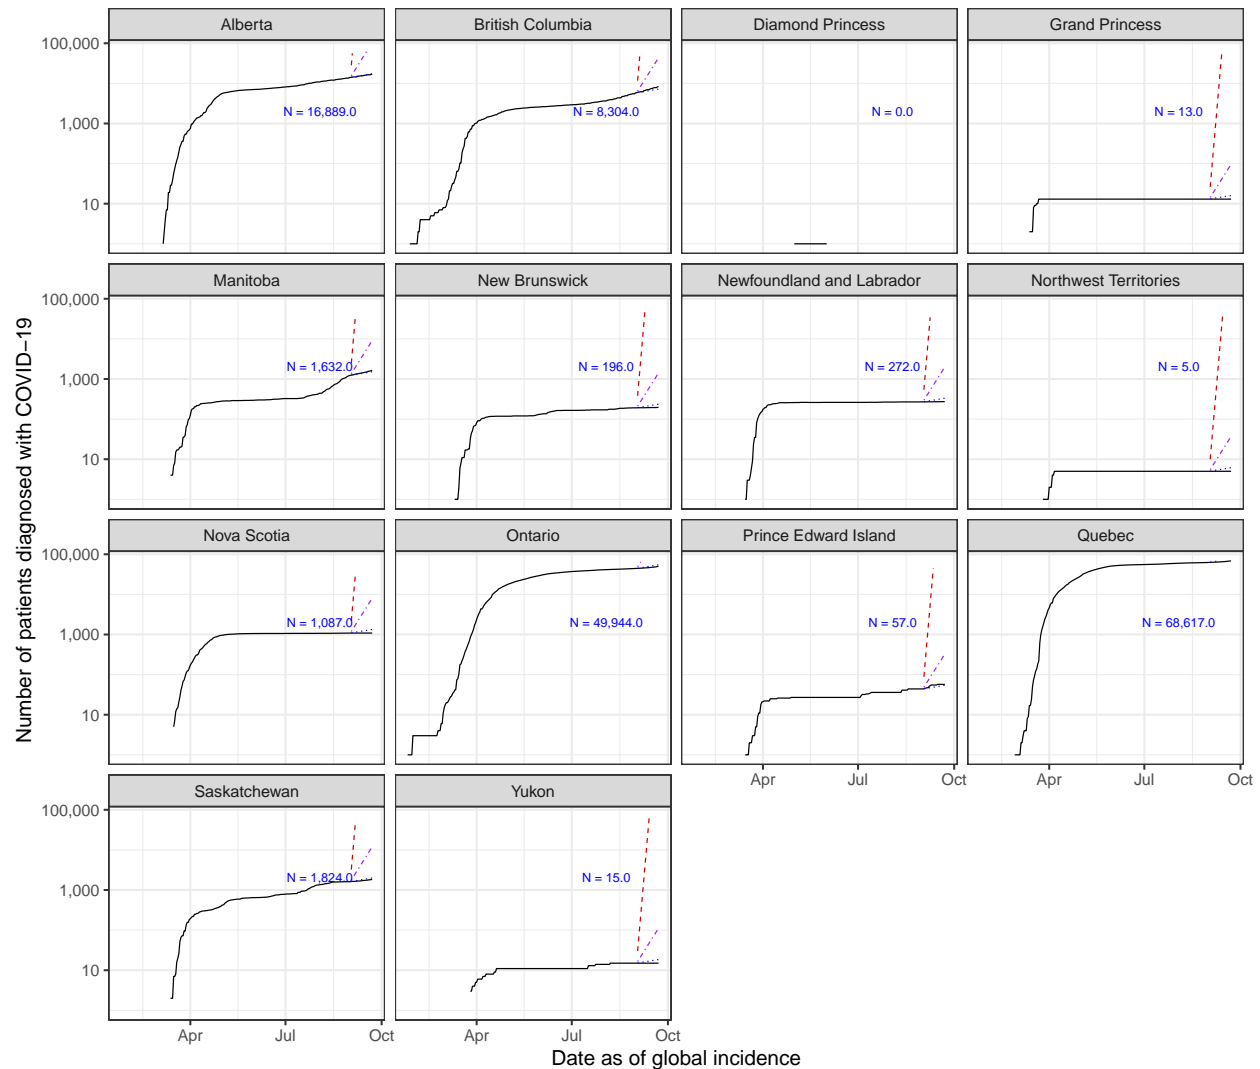 Number of patients diagnosed with COVID−19
Alberta
British Columbia
Diamond Princess
Grand Princess
100,000
1,000
10
N = 16,889.0
N = 8,304.0
N = 0.0
N = 13.0
Manitoba
New Brunswick
Newfoundland and Labrador
Northwest Territories
100,000
1,000
10
N = 1,632.0
N = 196.0
N = 272.0
N = 5.0
Nova Scotia
Ontario
Prince Edward Island
Quebec
100,000
1,000
10
N = 1,087.0
N = 49,944.0
N = 57.0
N = 68,617.0
Apr Jul Oct
Apr Jul Oct
Saskatchewan
Yukon
100,000
1,000
10
N = 1,824.0
N = 15.0
Apr Jul Oct
Apr Jul Oct
Date as of global incidence